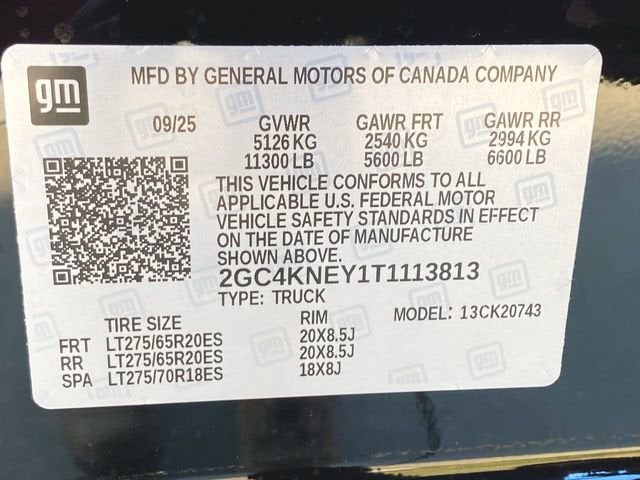 gm
MFD BY GENERAL MOTORS OF CANADA COMPANY
09/25 GVWR GAWR FRT GAWR RR
5126 KG 2540 KG 2994 KG
11300 LB 5600 LB 6600 LB
THIS VEHICLE CONFORMS TO ALL
APPLICABLE U.S. FEDERAL MOTOR
VEHICLE SAFETY STANDARDS IN EFFECT
ON THE DATE OF MANUFACTURE
SHOWN ABOVE.
2GC4KNEY1T1113813
TYPE: TRUCK MODEL: 13CK20743
TIRE SIZE RIM
FRT LT275/65R20ES 20X8.5J
RR LT275/65R20ES 20X8.5J
SPA LT275/70R18ES 18X8J